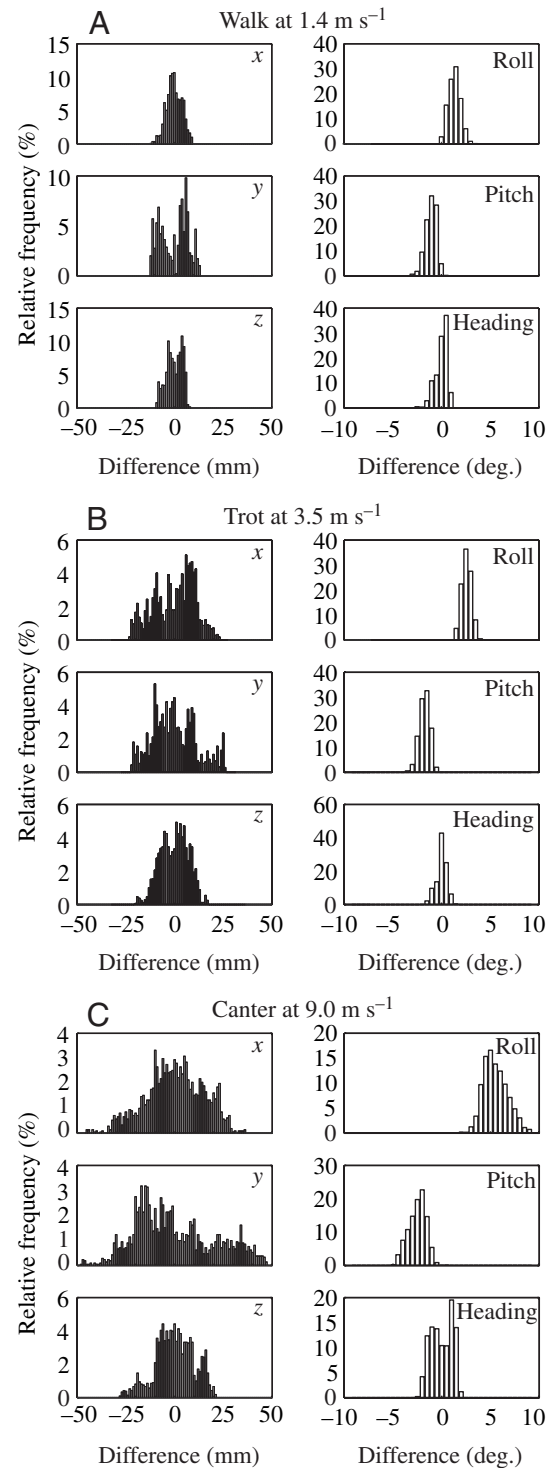 A Walk at 1.4 m s–1
Relative frequency (%)
15
10
5
0
x
40
30
20
10
0
Roll
10
5
0
y
40
30
20
10
0
Pitch
15
10
5
0
z
40
30
20
10
0
Heading
–50 –25 0 25 50
–10 –5 0 5 10
Difference (mm)
Difference (deg.)
B Trot at 3.5 m s–1
Relative frequency (%)
6
4
2
0
x
40
30
20
10
0
Roll
6
4
2
0
y
40
30
20
10
0
Pitch
6
4
2
0
z
60
40
20
0
Heading
–50 –25 0 25 50
–10 –5 0 5 10
Difference (mm)
Difference (deg.)
C Canter at 9.0 m s–1
Relative frequency (%)
4
3
2
1
0
x
20
15
10
5
0
Roll
4
3
2
1
0
y
30
20
10
0
Pitch
6
4
2
0
z
20
15
10
5
0
Heading
–50 –25 0 25 50
–10 –5 0 5 10
Difference (mm)
Difference (deg.)